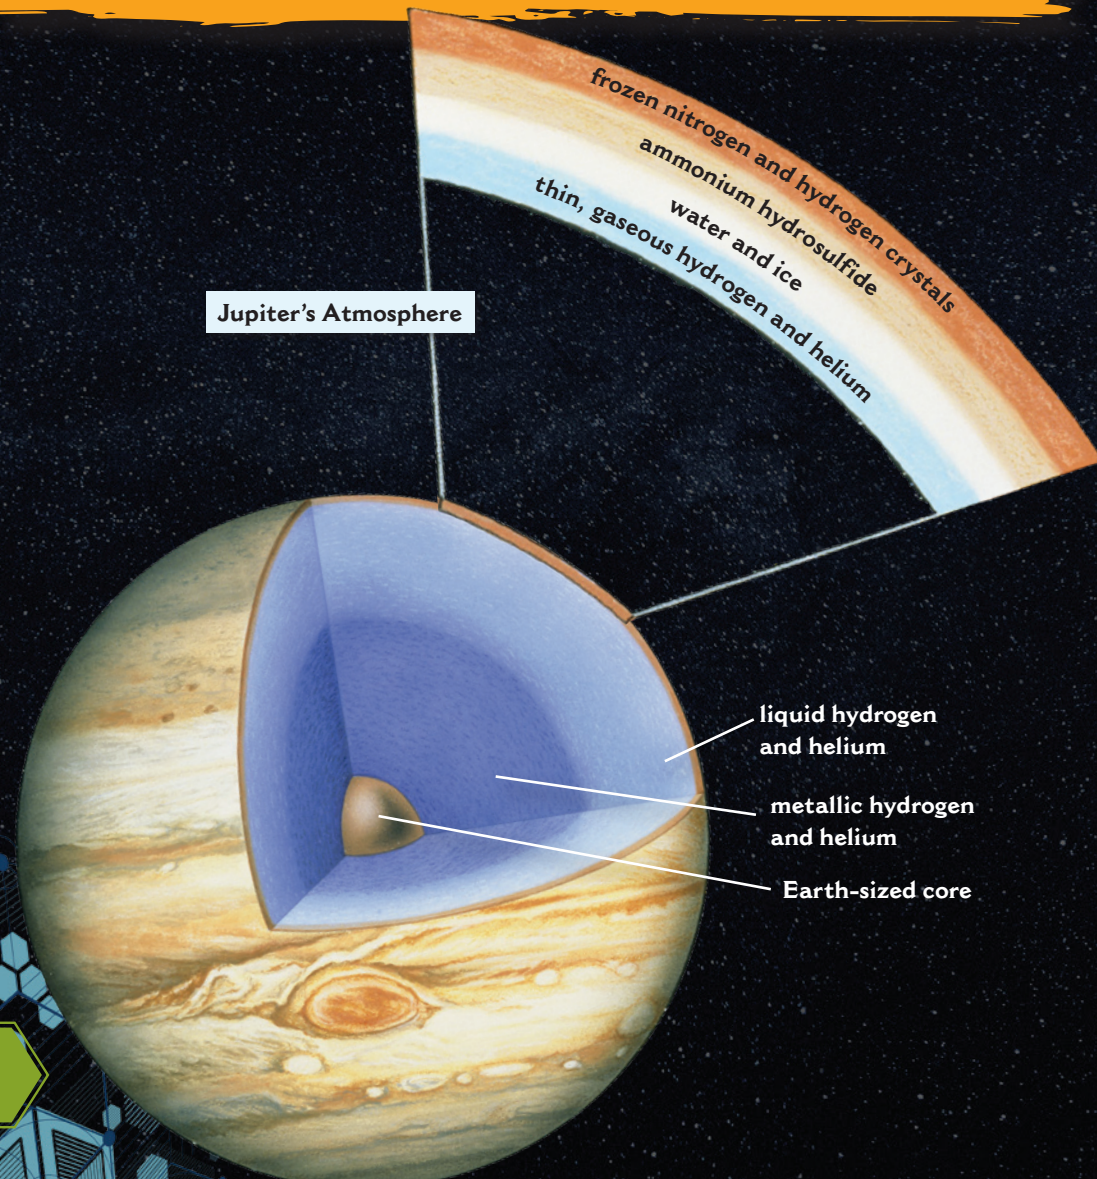 frozen nitrogen and hydrogen crystals
ammonium hydrosulfide
water and ice
thin, gaseous hydrogen and helium
Jupiter’s Atmosphere
liquid hydrogen
and helium
metallic hydrogen
and helium
Earth-sized core